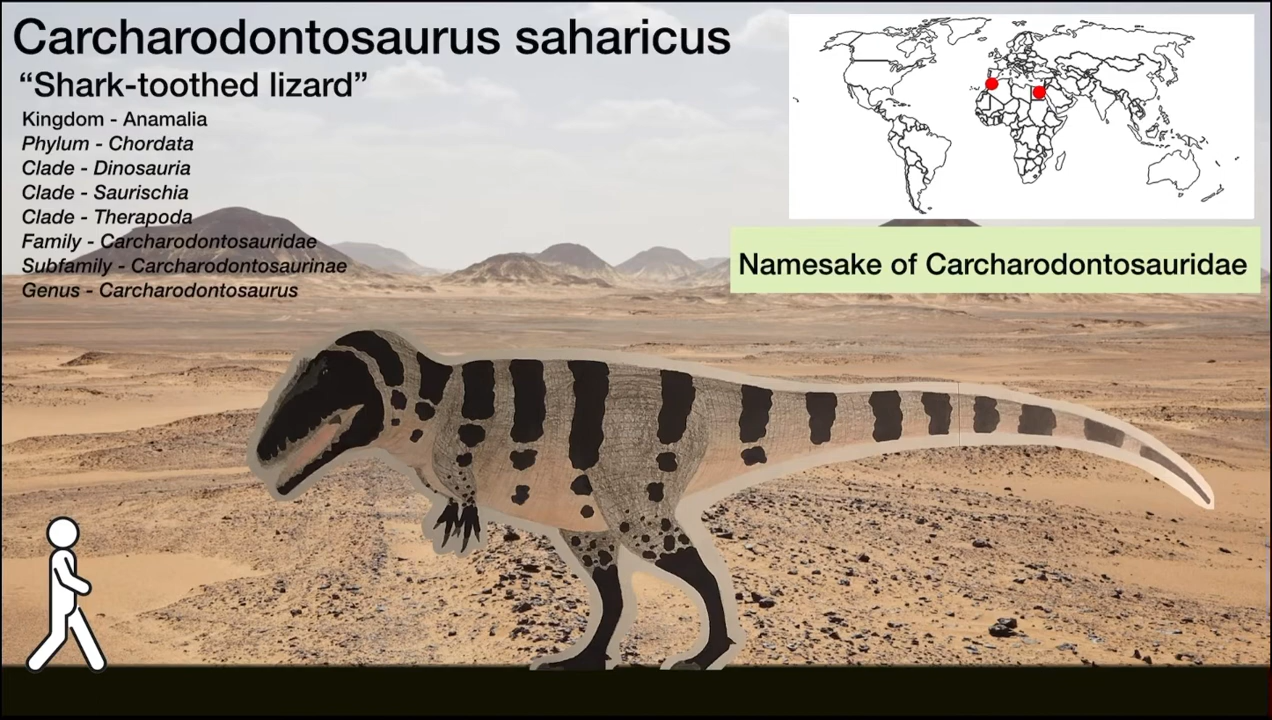 Carcharodontosaurus saharicus
“Shark-toothed lizard”
Kingdom - Anamalia
Phylum - Chordata
Clade - Dinosauria
Clade - Saurischia
Clade - Therapoda
Family - Carcharodontosauridae
Subfamily - Carcharodontosaurinae
Genus - Carcharodontosaurus
Namesake of Carcharodontosauridae